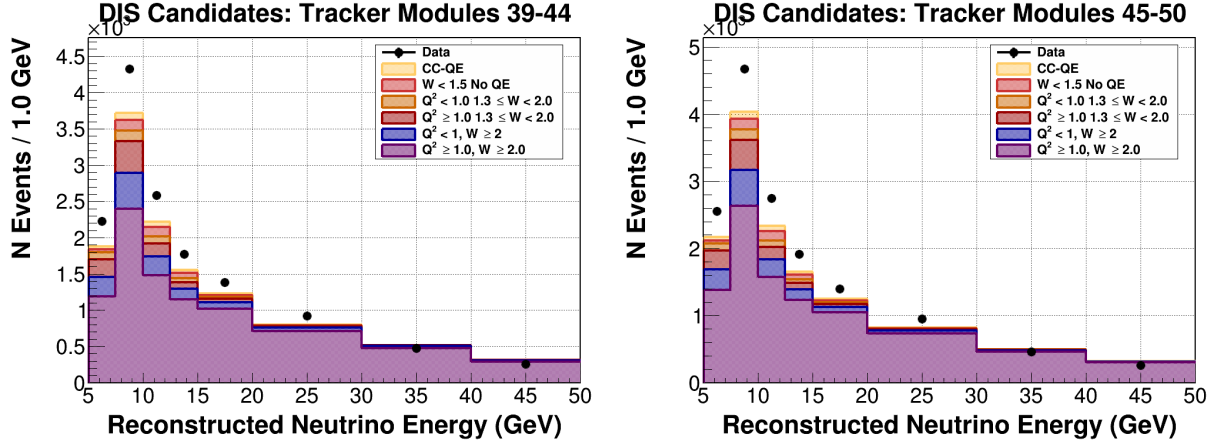 DIS Candidates: Tracker Modules 39-44
×10³
N Events / 1.0 GeV
4.5
4
3.5
3
2.5
2
1.5
1
0.5
0
Data
CC-QE
W < 1.5 No QE
Q² < 1.0 1.3 ≤ W < 2.0
Q² ≥ 1.0 1.3 ≤ W < 2.0
Q² < 1, W ≥ 2
Q² ≥ 1.0, W ≥ 2.0
5 10 15 20 25 30 35 40 45 50
Reconstructed Neutrino Energy (GeV)
DIS Candidates: Tracker Modules 45-50
×10³
N Events / 1.0 GeV
5
4
3
2
1
0
Data
CC-QE
W < 1.5 No QE
Q² < 1.0 1.3 ≤ W < 2.0
Q² ≥ 1.0 1.3 ≤ W < 2.0
Q² < 1, W ≥ 2
Q² ≥ 1.0, W ≥ 2.0
5 10 15 20 25 30 35 40 45 50
Reconstructed Neutrino Energy (GeV)